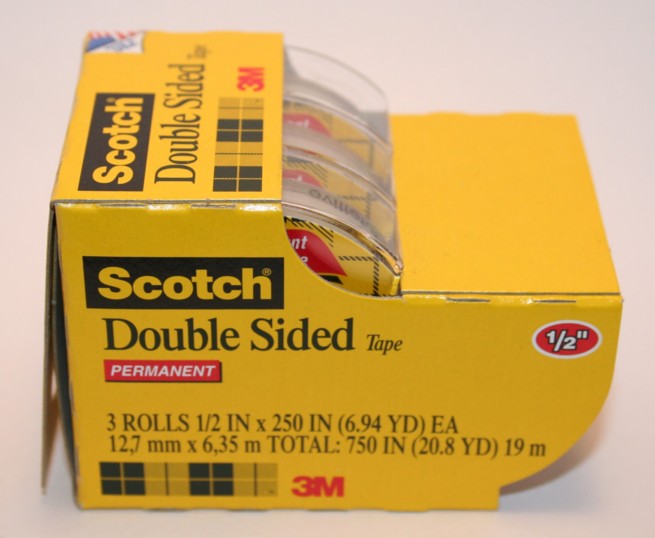 Scotch®
Double Sided Tape
3M
nt
e
Scotch®
Double Sided Tape
PERMANENT
1/2"
3 ROLLS 1/2 IN x 250 IN (6.94 YD) EA
12,7 mm x 6,35 m TOTAL: 750 IN (20.8 YD) 19 m
3M